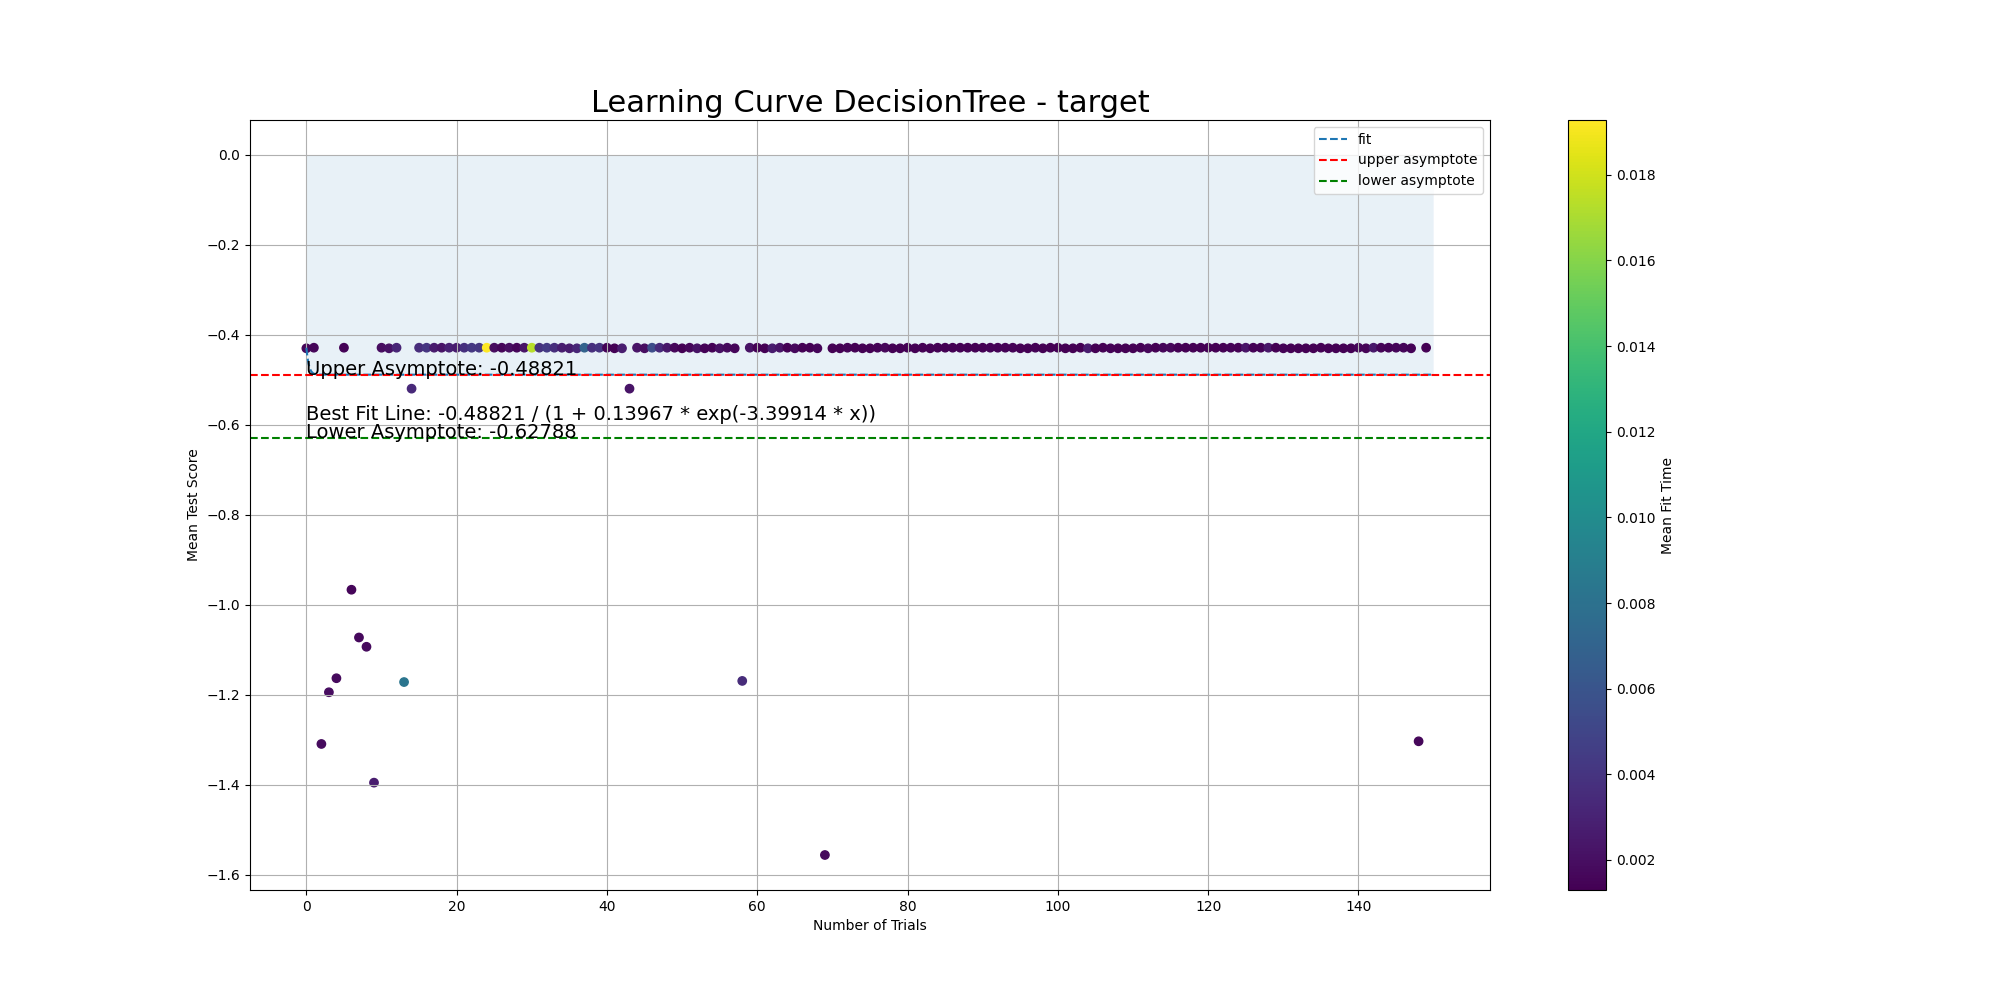 Learning Curve DecisionTree - target
fit
upper asymptote
lower asymptote
0.0
−0.2
−0.4
−0.6
−0.8
−1.0
−1.2
−1.4
−1.6
Mean Test Score
Upper Asymptote: -0.48821
Best Fit Line: -0.48821 / (1 + 0.13967 * exp(-3.39914 * x))
Lower Asymptote: -0.62788
0 20 40 60 80 100 120 140
Number of Trials
0.018
0.016
0.014
0.012
0.010
0.008
0.006
0.004
0.002
Mean Fit Time